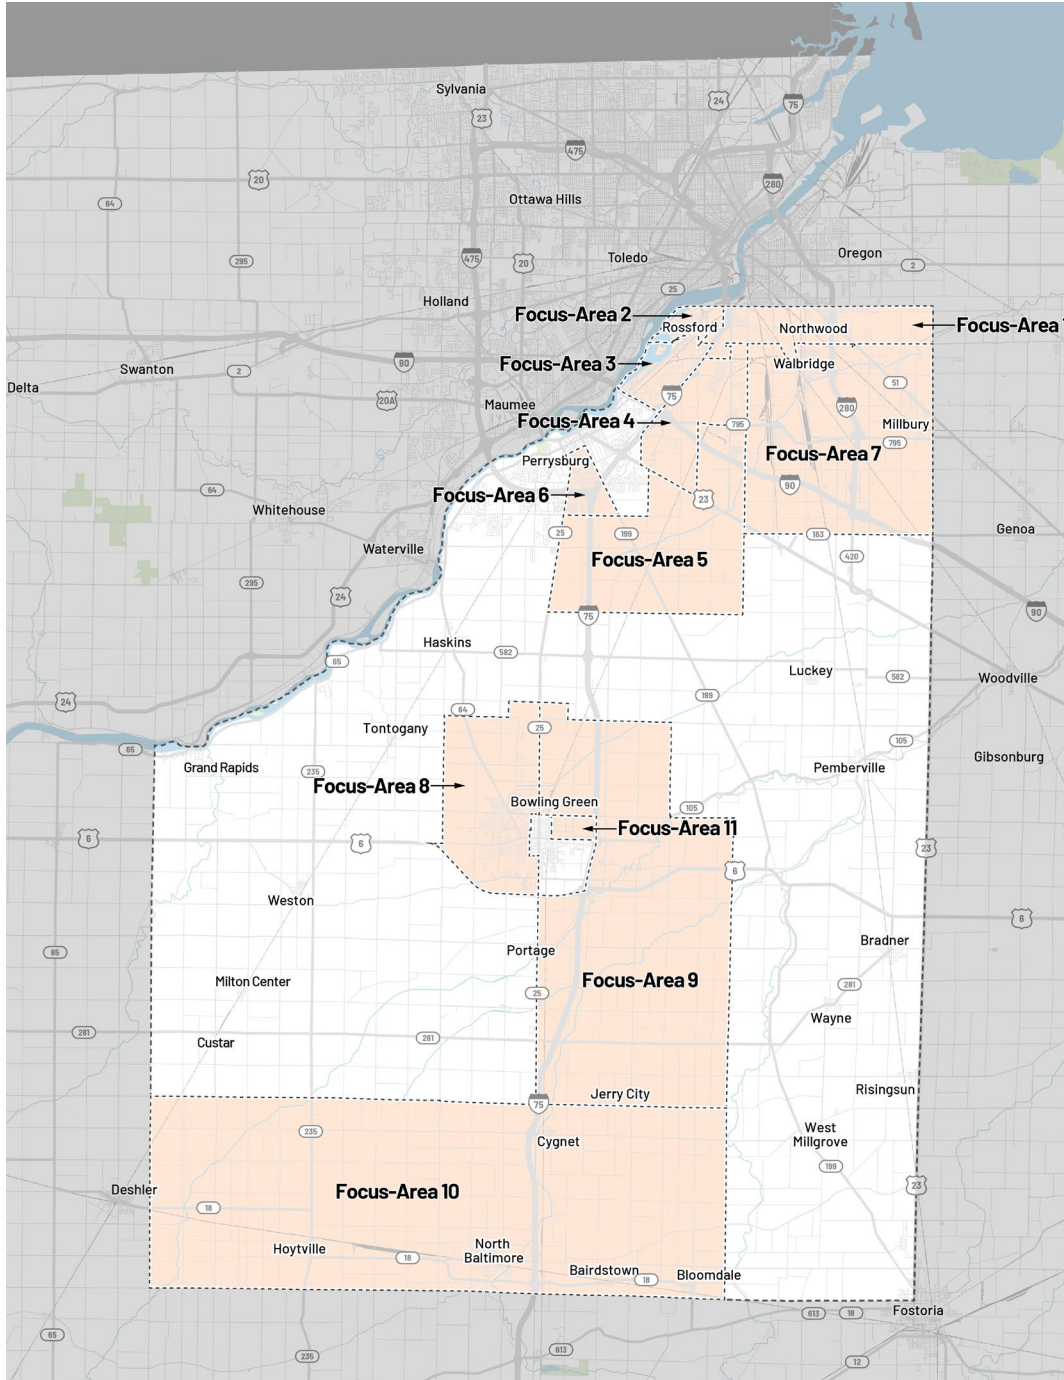 Sylvania
24
75
23
475
20
280
64
Ottawa Hills
Toledo
Oregon
295
475
20
2
25
Holland
Focus-Area 2
Rossford
Northwood
Focus-Area
Focus-Area 3
90
Walbridge
Swanton
2
Delta
51
20A
75
Maumee
280
Focus-Area 4
795
Millbury
795
Focus-Area 7
Perrysburg
90
64
Focus-Area 6
23
Whitehouse
25
199
163
Genoa
Waterville
420
Focus-Area 5
295
24
75
90
Haskins
582
65
Luckey
582
Woodville
24
199
64
Tontogany
25
105
65
Gibsonburg
Grand Rapids
235
Pemberville
Focus-Area 8
Bowling Green
105
Focus-Area 11
6
6
23
6
Weston
6
Bradner
Portage
65
Focus-Area 9
Milton Center
281
25
Wayne
281
281
Custar
Risingsun
Jerry City
75
235
West
Millgrove
Cygnet
199
Deshler
Focus-Area 10
23
18
Hoytville
North
Baltimore
18
Bairdstown
18
Bloomdale
613
18
Fostoria
65
613
235
12